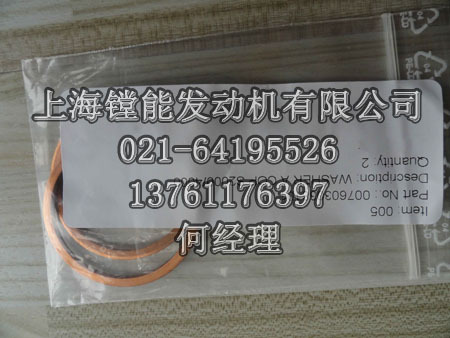 上海镗能发动机有限公司
021-64195526
13761176397
何经理
Item: 005
Part No.: 007603
Description: WASHER A
Quantity: 2